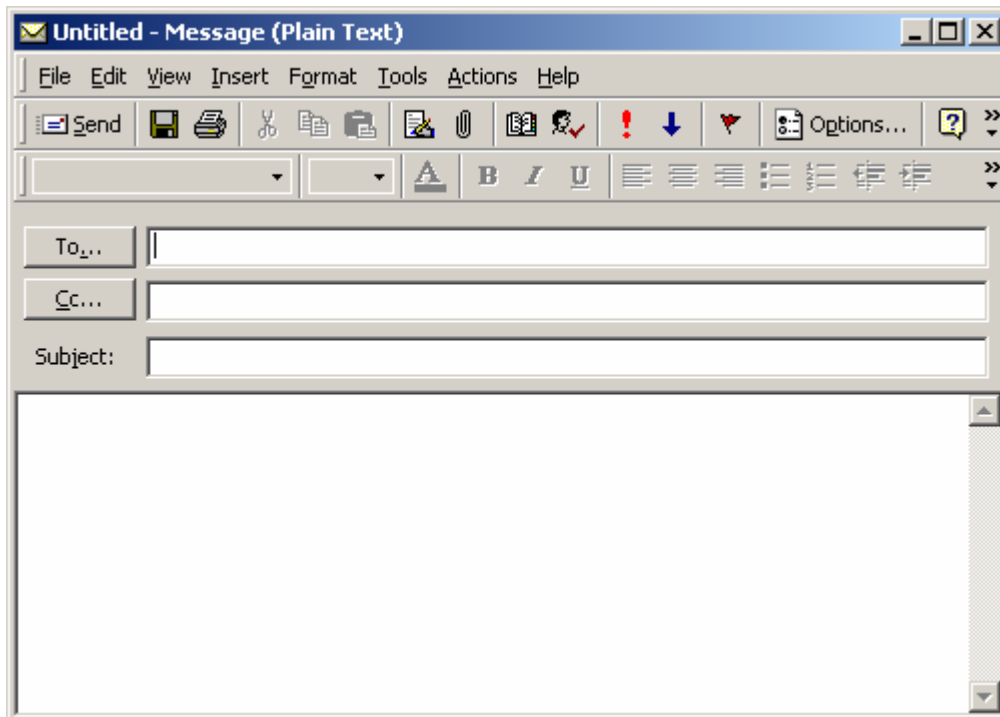 Untitled - Message (Plain Text)
File Edit View Insert Format Tools Actions Help
Send Options...
A B I U
To...
Cc...
Subject: